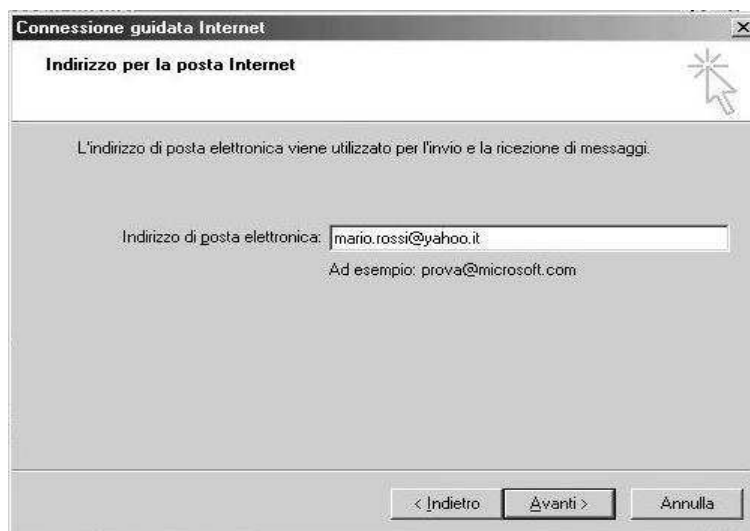 Connessione guidata Internet
Indirizzo per la posta Internet
L'indirizzo di posta elettronica viene utilizzato per l'invio e la ricezione di messaggi.
Indirizzo di posta elettronica: mario.rossi@yahoo.it
Ad esempio: prova@microsoft.com
< Indietro Avanti > Annulla